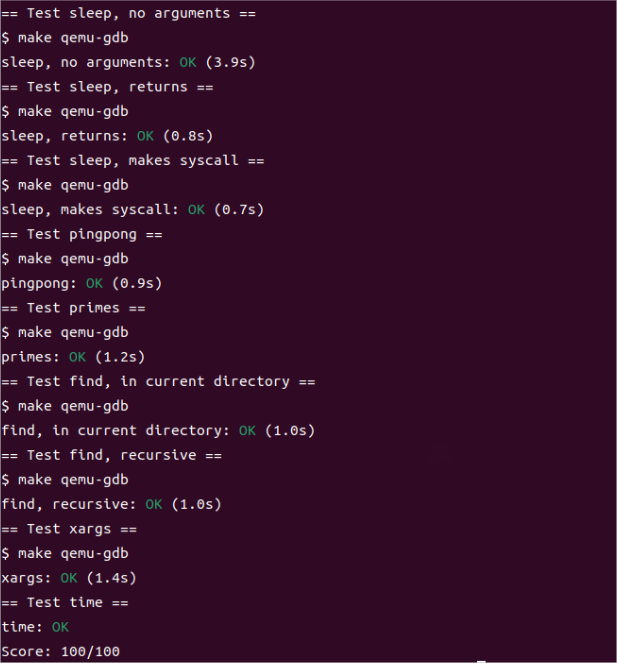 == Test sleep, no arguments ==
$ make qemu-gdb
sleep, no arguments: OK (3.9s)
== Test sleep, returns ==
$ make qemu-gdb
sleep, returns: OK (0.8s)
== Test sleep, makes syscall ==
$ make qemu-gdb
sleep, makes syscall: OK (0.7s)
== Test pingpong ==
$ make qemu-gdb
pingpong: OK (0.9s)
== Test primes ==
$ make qemu-gdb
primes: OK (1.2s)
== Test find, in current directory ==
$ make qemu-gdb
find, in current directory: OK (1.0s)
== Test find, recursive ==
$ make qemu-gdb
find, recursive: OK (1.0s)
== Test xargs ==
$ make qemu-gdb
xargs: OK (1.4s)
== Test time ==
time: OK
Score: 100/100